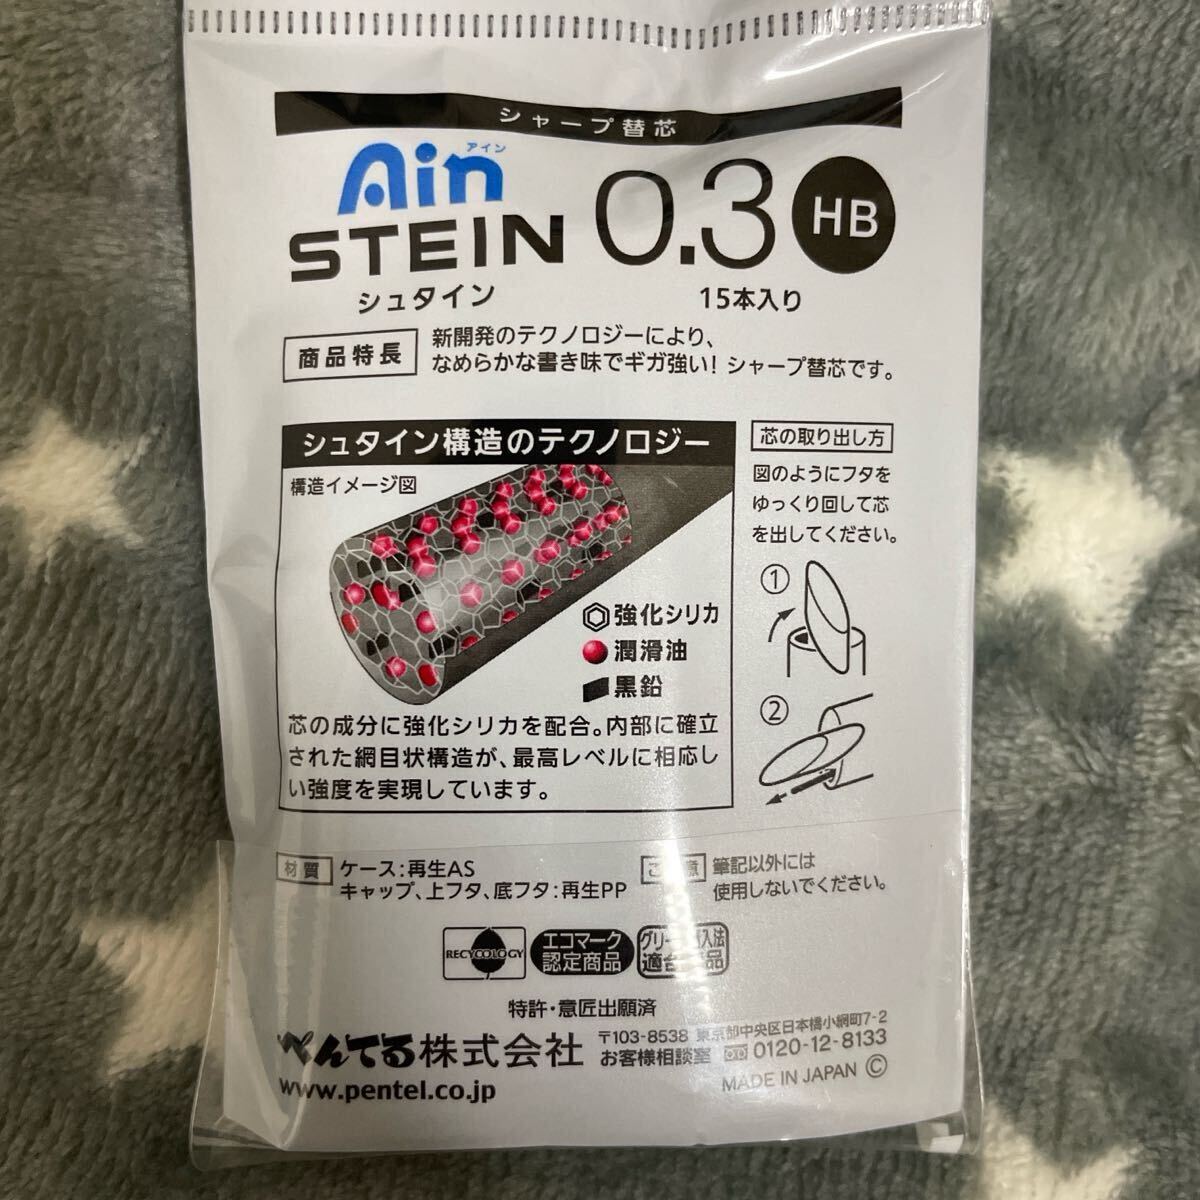 シャープ替芯
アイン
Ain
STEIN 0.3 HB
シュタイン
15本入り
商品特長
新開発のテクノロジーにより、
なめらかな書き味でギガ強い! シャープ替芯です。
シュタイン構造のテクノロジー
構造イメージ図
強化シリカ
潤滑油
黒鉛
芯の成分に強化シリカを配合。内部に確立
された網目状構造が、最高レベルに相応し
い強度を実現しています。
芯の取り出し方
図のようにフタを
ゆっくり回して芯
を出してください。
①
②
材質
ケース:再生AS
キャップ、上フタ、底フタ:再生PP
筆記以外には
使用しないでください。
RECYCOLOGY
エコマーク
認定商品
特許・意匠出願済
ぺんてる株式会社
www.pentel.co.jp
〒103-8538 東京都中央区日本橋小網町7-2
お客様相談室 0120-12-8133
MADE IN JAPAN ©